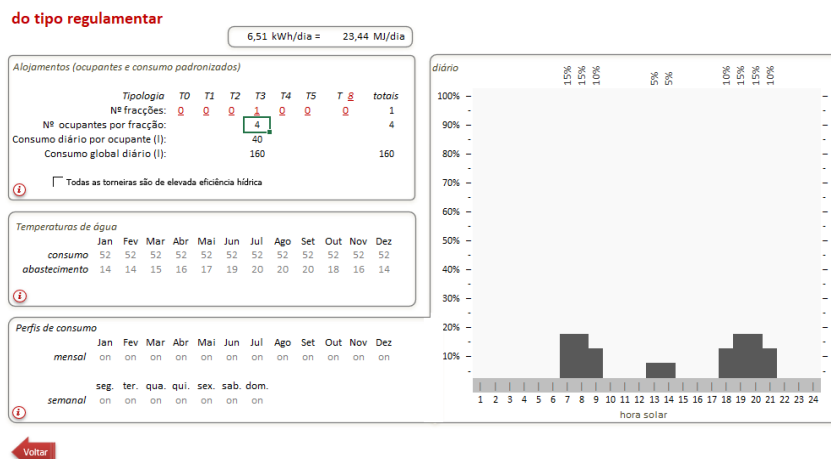 do tipo regulamentar
6,51 kWh/dia = 23,44 MJ/dia
Alojamentos (ocupantes e consumo padronizados)
Tipologia T0 T1 T2 T3 T4 T5 T 8 totais
Nº fracções: 0 0 0 1 0 0 0 1
Nº ocupantes por fracção: 4 4
Consumo diário por ocupante (l): 40
Consumo global diário (l): 160 160
Todas as torneiras são de elevada eficiência hídrica
i
Temperaturas de água
Jan Fev Mar Abr Mai Jun Jul Ago Set Out Nov Dez
consumo 52 52 52 52 52 52 52 52 52 52 52 52
abastecimento 14 14 15 16 17 19 20 20 20 18 16 14
i
Perfis de consumo
Jan Fev Mar Abr Mai Jun Jul Ago Set Out Nov Dez
mensal on on on on on on on on on on on on
seg. ter. qua. qui. sex. sab. dom.
semanal on on on on on on on
i
Voltar
diário
15% 15% 10% 5% 5% 10% 15% 15% 10%
100%
90%
80%
70%
60%
50%
40%
30%
20%
10%
1 2 3 4 5 6 7 8 9 10 11 12 13 14 15 16 17 18 19 20 21 22 23 24
hora solar